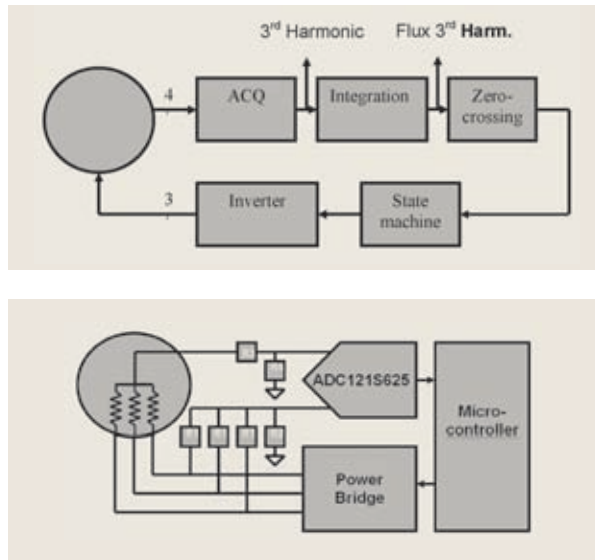 3rd Harmonic
Flux 3rd Harm.
4
ACQ
Integration
Zero-
crossing
3
Inverter
State
machine
ADC121S625
Micro-
controller
Power
Bridge